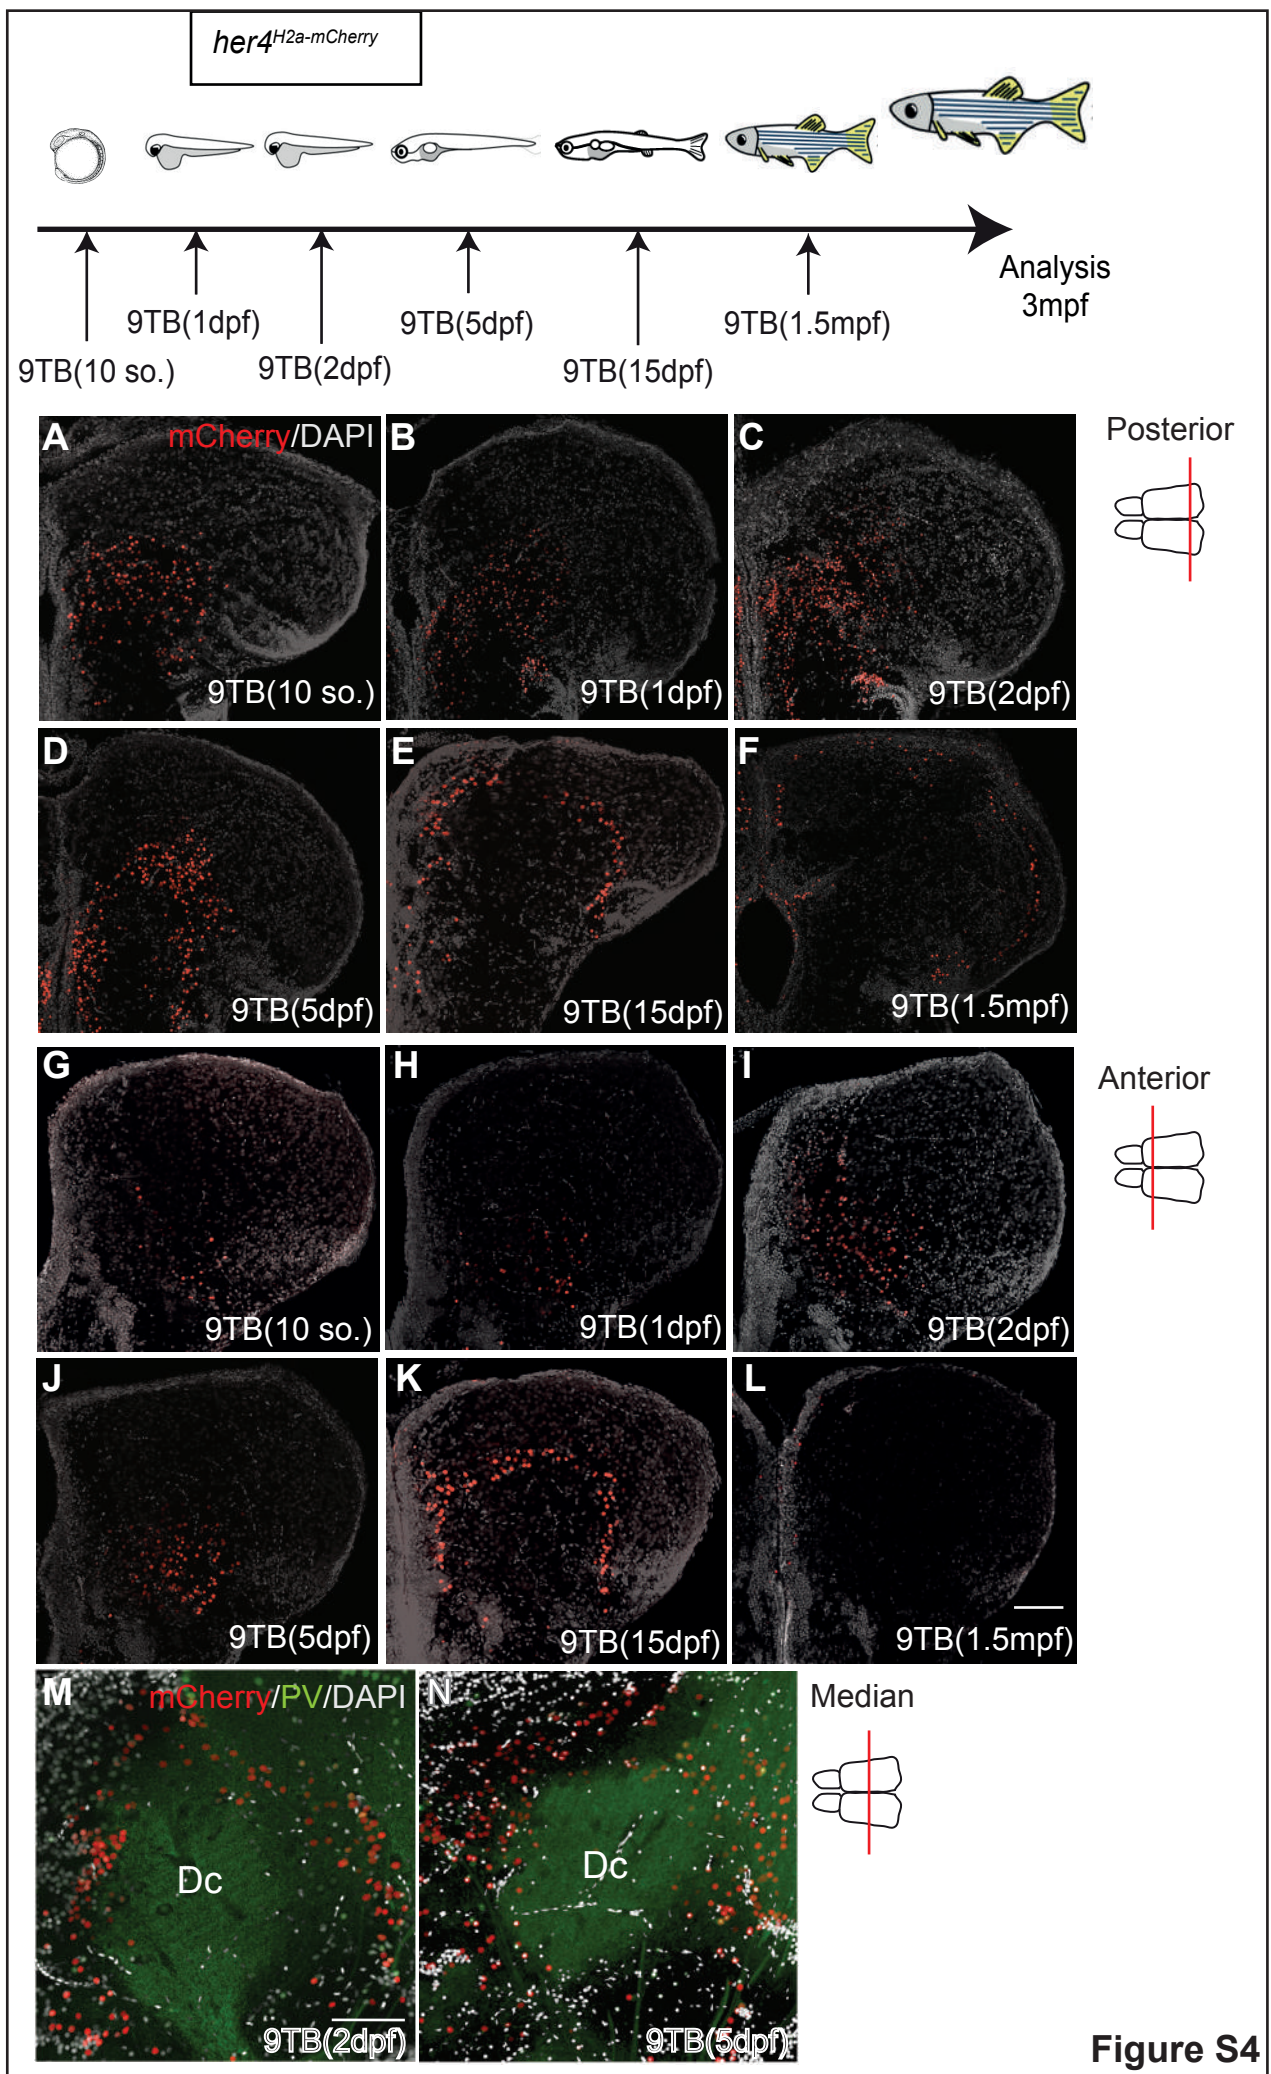 her4H2a-mCherry
Analysis
3mpf
9TB(1dpf)
9TB(5dpf)
9TB(1.5mpf)
9TB(10 so.)
9TB(2dpf)
9TB(15dpf)
A
mCherry/DAPI
9TB(10 so.)
B
9TB(1dpf)
C
9TB(2dpf)
Posterior
D
9TB(5dpf)
E
9TB(15dpf)
F
9TB(1.5mpf)
G
9TB(10 so.)
H
9TB(1dpf)
I
9TB(2dpf)
Anterior
J
9TB(5dpf)
K
9TB(15dpf)
L
9TB(1.5mpf)
M
mCherry/PV/DAPI
Dc
9TB(2dpf)
N
Dc
9TB(5dpf)
Median
Figure S4